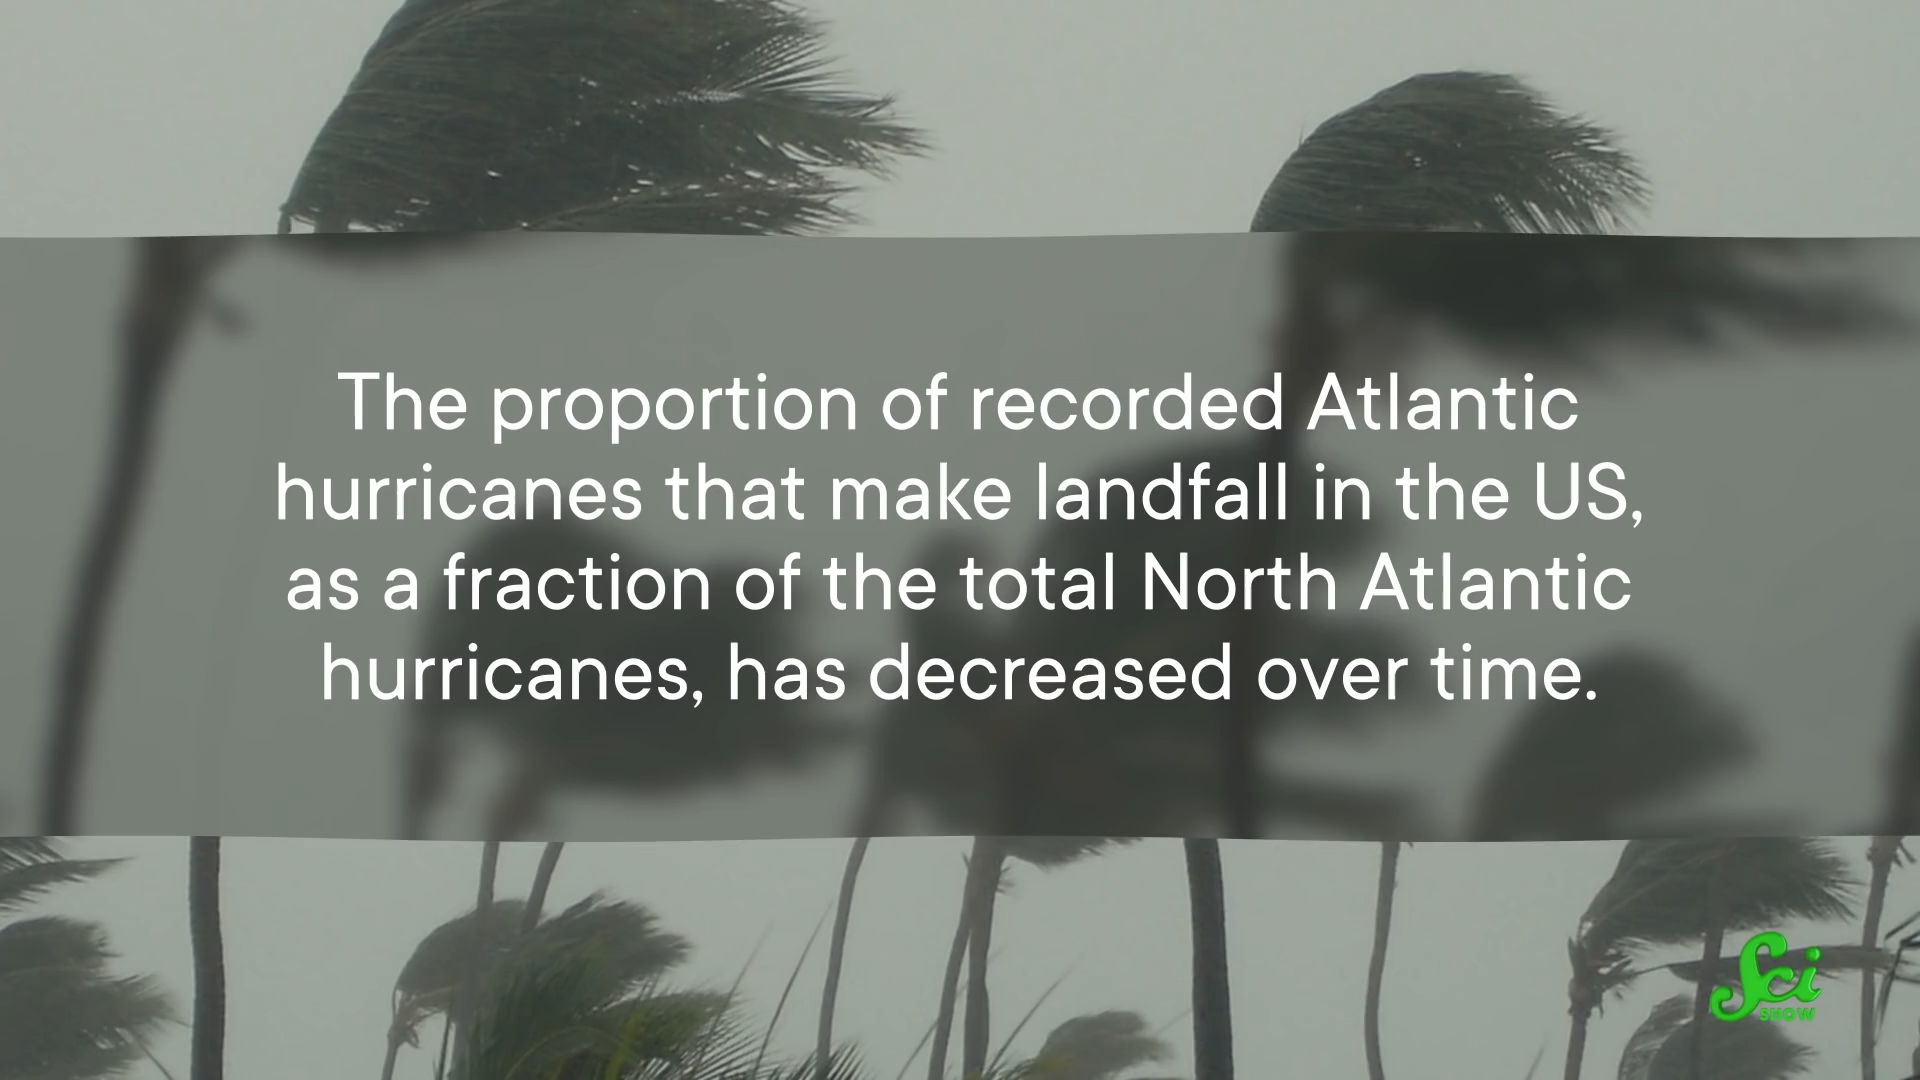 The proportion of recorded Atlantic
hurricanes that make landfall in the US,
as a fraction of the total North Atlantic
hurricanes, has decreased over time.
Sci
SHOW